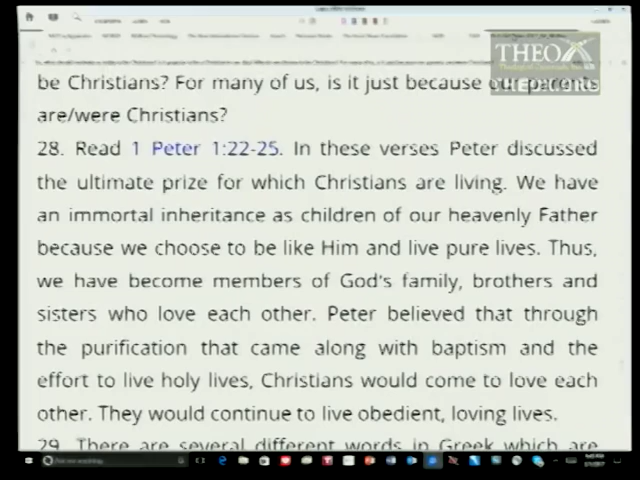 THEOX
THEOX.ORG
be Christians? For many of us, is it just because our parents
are/were Christians?
28. Read 1 Peter 1:22-25. In these verses Peter discussed
the ultimate prize for which Christians are living. We have
an immortal inheritance as children of our heavenly Father
because we choose to be like Him and live pure lives. Thus,
we have become members of God's family, brothers and
sisters who love each other. Peter believed that through
the purification that came along with baptism and the
effort to live holy lives, Christians would come to love each
other. They would continue to live obedient, loving lives.
29. There are several different words in Greek which are